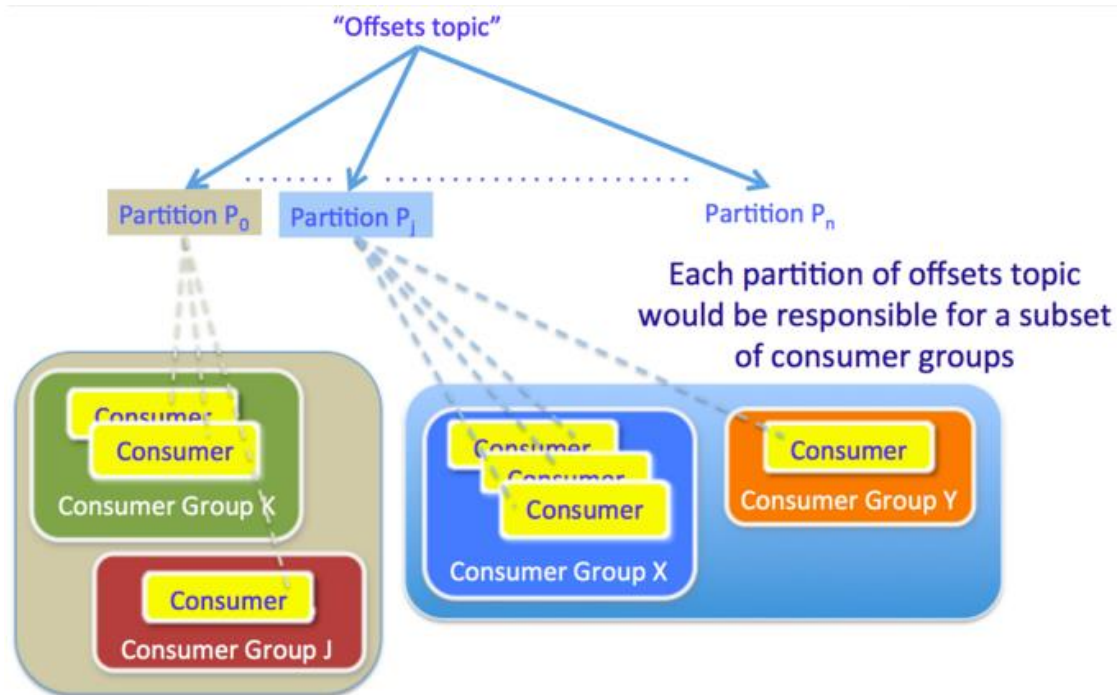 “Offsets topic”
Partition P0
Partition Pj
Partition Pn
Each partition of offsets topic
would be responsible for a subset
of consumer groups
Consumer
Consumer
Consumer Group K
Consumer
Consumer Group J
Consumer
Consumer
Consumer
Consumer Group X
Consumer
Consumer Group Y